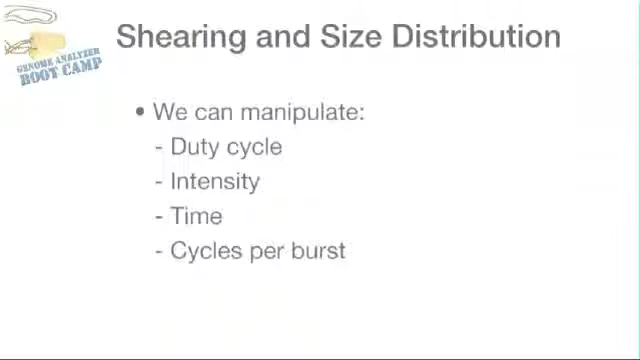 Shearing and Size Distribution
GENOME ANALYZER
BOOT CAMP
• We can manipulate:
- Duty cycle
- Intensity
- Time
- Cycles per burst